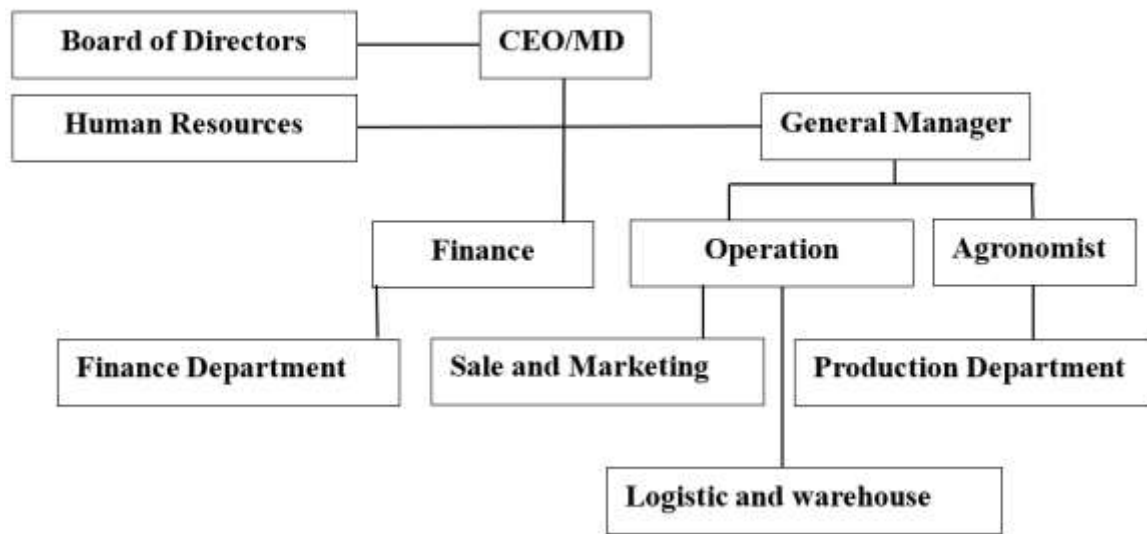 Board of Directors
CEO/MD
Human Resources
General Manager
Finance
Operation
Agronomist
Finance Department
Sale and Marketing
Production Department
Logistic and warehouse